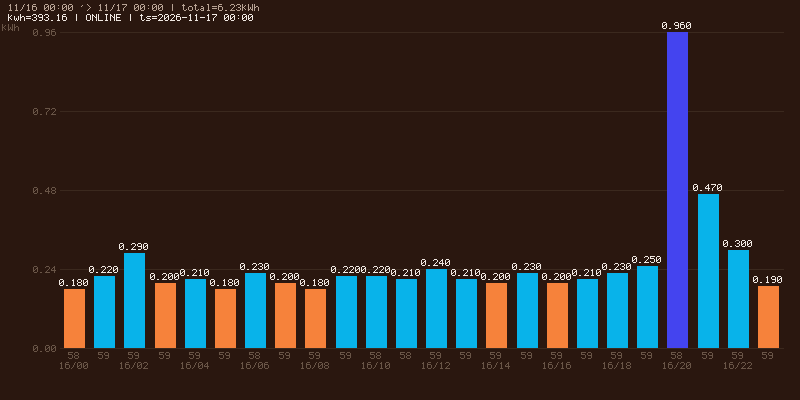 11/16 00:00 -> 11/17 00:00 | total=6.23kWh
Kwh=393.16 | ONLINE | ts=2026-11-17 00:00
kWh
0.96
0.72
0.48
0.24
0.00
0.180 0.220 0.290 0.200 0.210 0.180 0.230 0.200 0.180 0.220 0.220 0.210 0.240 0.210 0.200 0.230 0.200 0.210 0.230 0.250 0.960 0.470 0.300 0.190
58 59 59 59 59 59 58 59 59 59 58 58 59 59 59 59 59 59 59 59 58 59 59 59
16/00 16/02 16/04 16/06 16/08 16/10 16/12 16/14 16/16 16/18 16/20 16/22